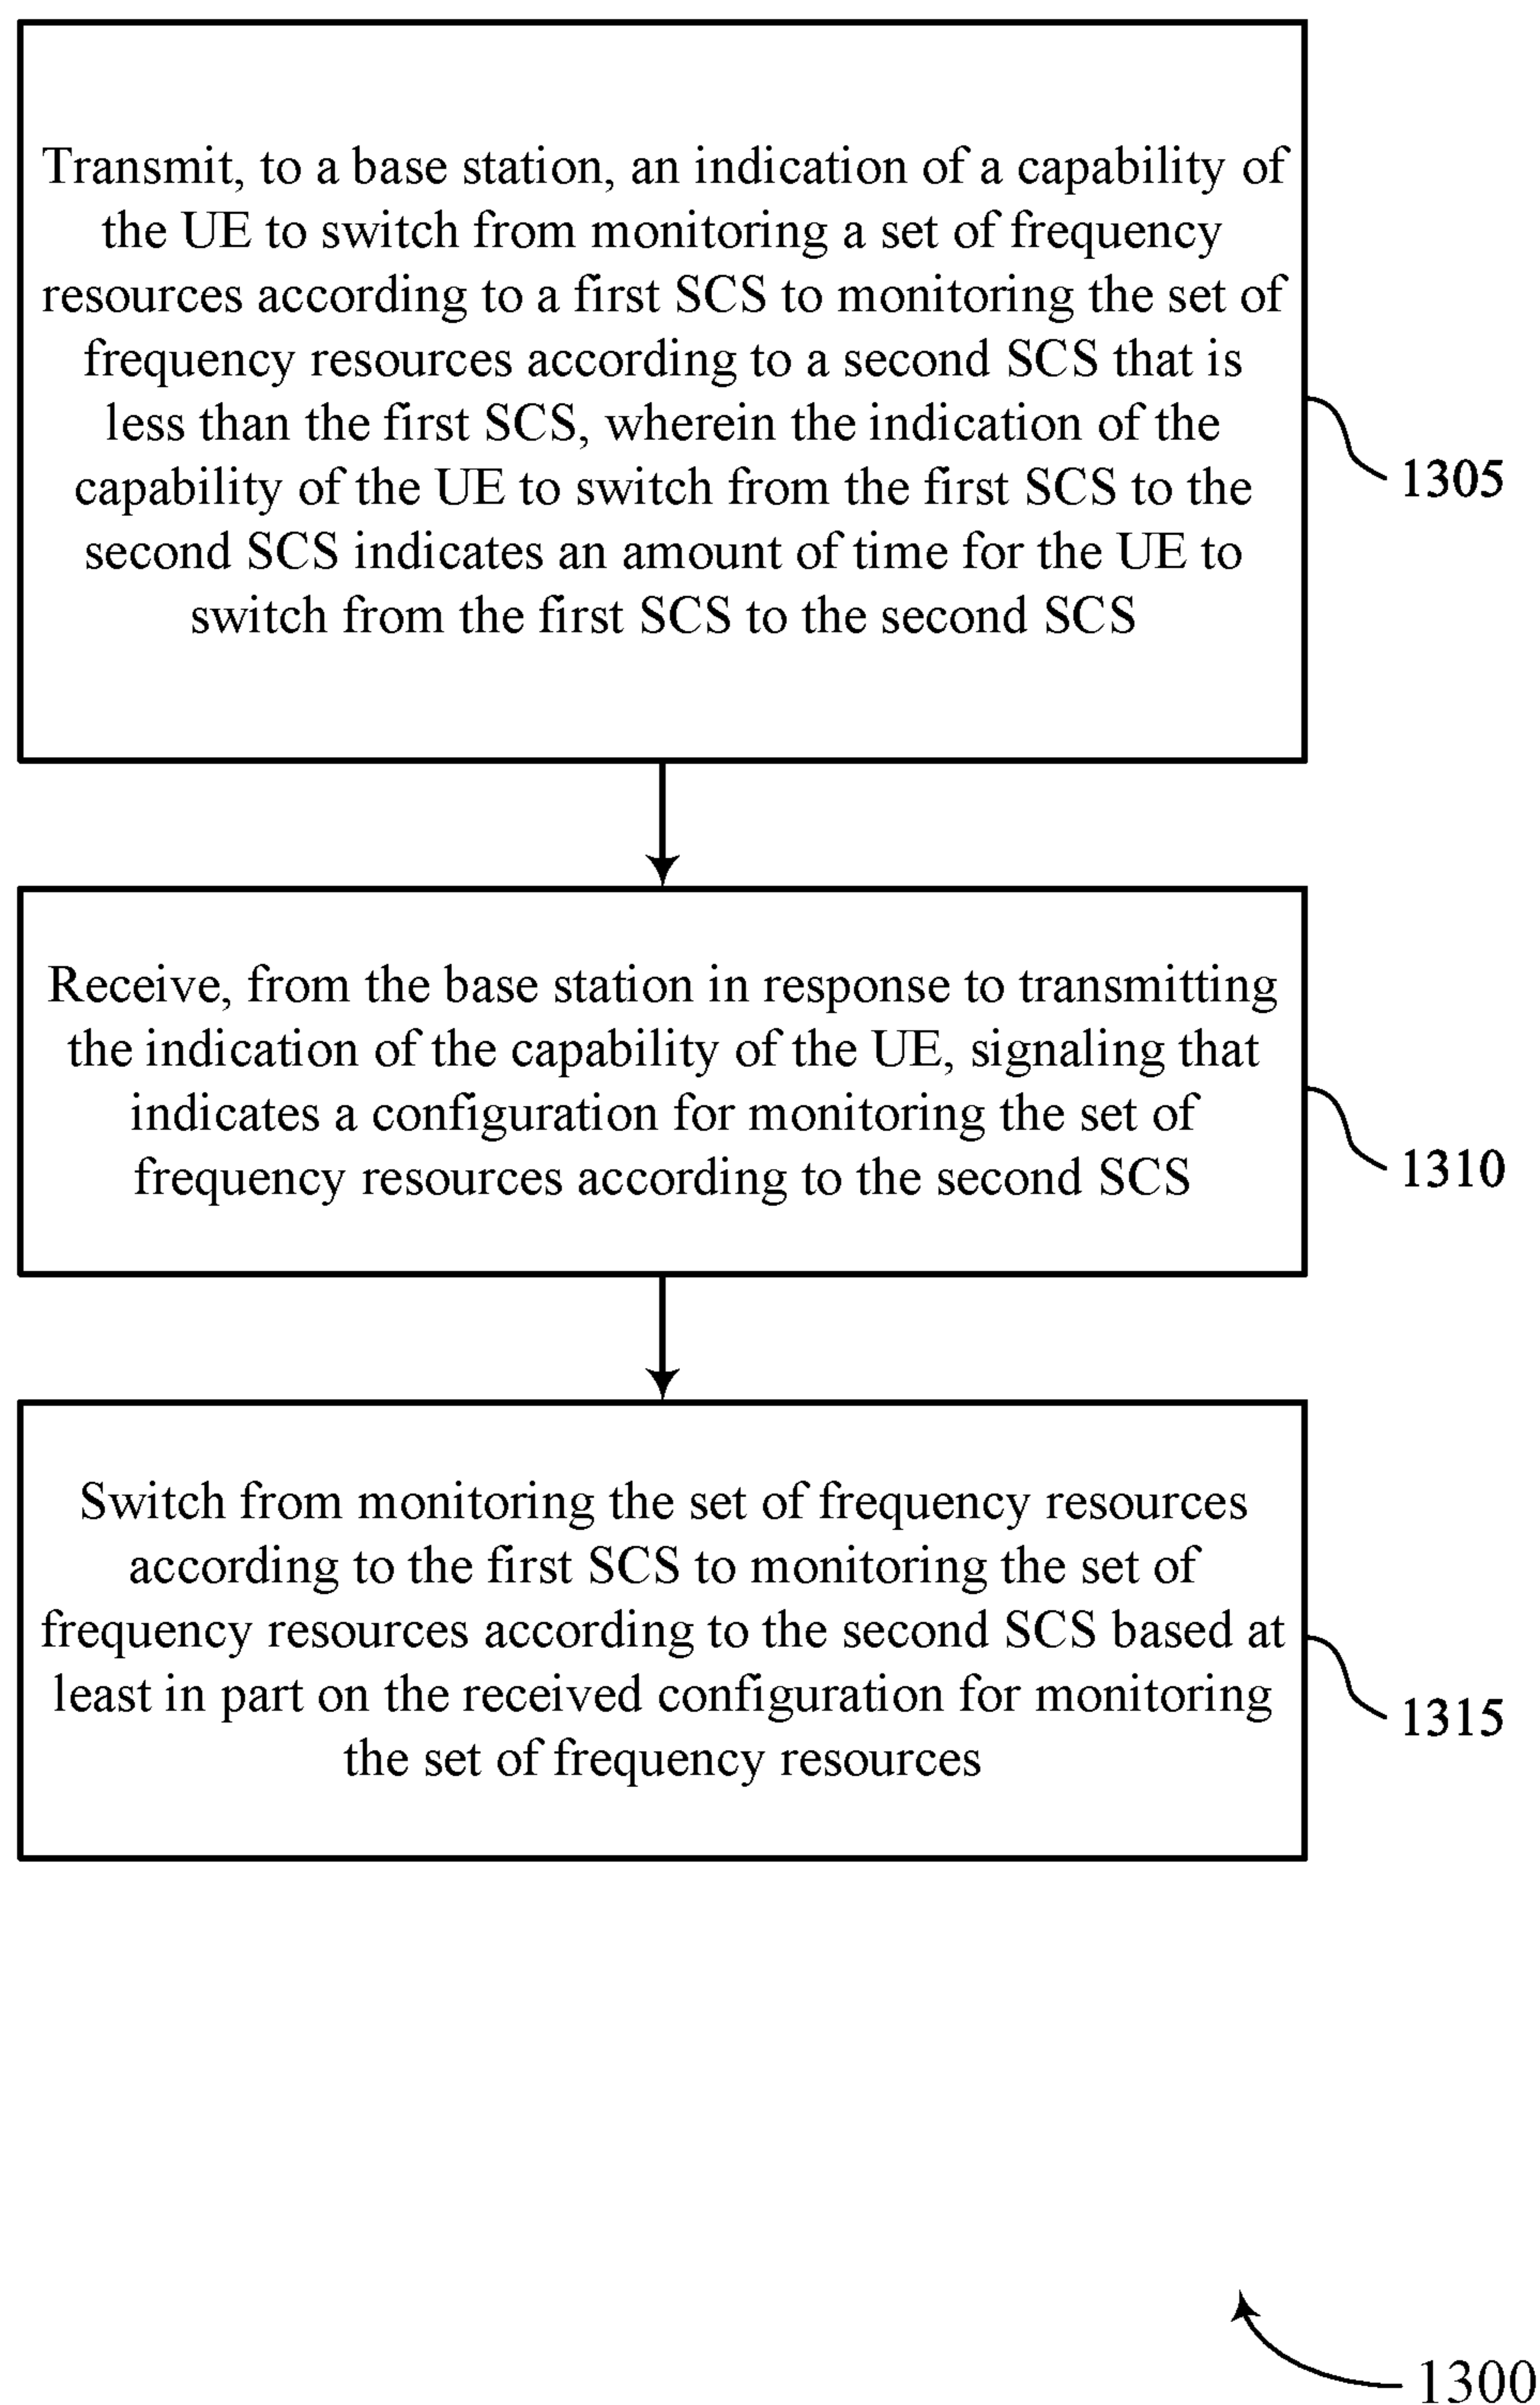 Transmit, to a base station, an indication of a capability of
the UE to switch from monitoring a set of frequency
resources according to a first SCS to monitoring the set of
frequency resources according to a second SCS that is
less than the first SCS, wherein the indication of the
capability of the UE to switch from the first SCS to the
second SCS indicates an amount of time for the UE to
switch from the first SCS to the second SCS
1305
Receive, from the base station in response to transmitting
the indication of the capability of the UE, signaling that
indicates a configuration for monitoring the set of
frequency resources according to the second SCS
1310
Switch from monitoring the set of frequency resources
according to the first SCS to monitoring the set of
frequency resources according to the second SCS based at
least in part on the received configuration for monitoring
the set of frequency resources
1315
1300